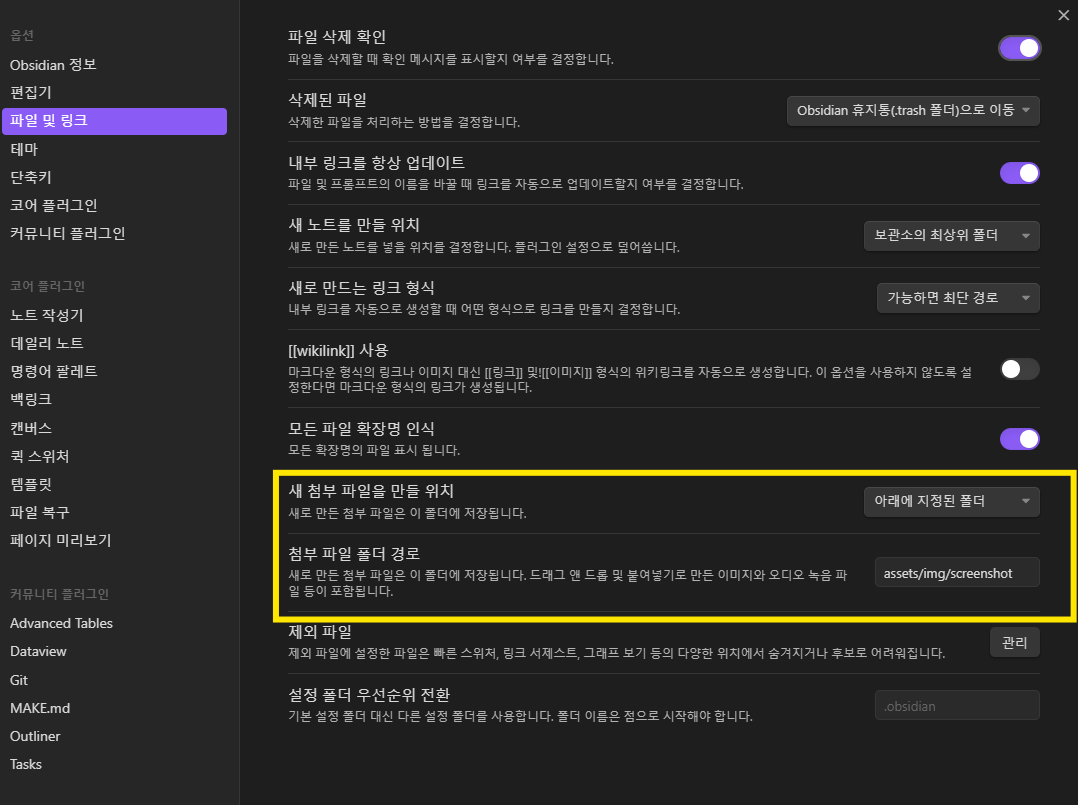 옵션
Obsidian 정보
편집기
파일 및 링크
테마
단축키
코어 플러그인
커뮤니티 플러그인
코어 플러그인
노트 작성기
데일리 노트
명령어 팔레트
백링크
캔버스
퀵 스위처
템플릿
파일 복구
페이지 미리보기
커뮤니티 플러그인
Advanced Tables
Dataview
Git
MAKE.md
Outliner
Tasks
파일 삭제 확인
파일을 삭제할 때 확인 메시지를 표시할지 여부를 결정합니다.
삭제된 파일
삭제한 파일을 처리하는 방법을 결정합니다.
Obsidian 휴지통(.trash 폴더)으로 이동
내부 링크를 항상 업데이트
파일 및 프롬프트의 이름을 바꿀 때 링크를 자동으로 업데이트할지 여부를 결정합니다.
새 노트를 만들 위치
새로 만든 노트를 넣을 위치를 결정합니다. 플러그인 설정으로 덮어씁니다.
보관소의 최상위 폴더
새로 만드는 링크 형식
내부 링크를 자동으로 생성할 때 어떤 형식으로 링크를 만들지 결정합니다.
가능하면 최단 경로
[[wikilink]] 사용
마크다운 형식의 링크나 이미지 대신 [[링크]] 및![[이미지]] 형식의 위키링크를 자동으로 생성합니다. 이 옵션을 사용하지 않도록 설
정한다면 마크다운 형식의 링크가 생성됩니다.
모든 파일 확장명 인식
모든 확장명의 파일 표시 됩니다.
새 첨부 파일을 만들 위치
새로 만든 첨부 파일은 이 폴더에 저장됩니다.
아래에 지정된 폴더
첨부 파일 폴더 경로
새로 만든 첨부 파일은 이 폴더에 저장됩니다. 드래그 앤 드롭 및 붙여넣기로 만든 이미지와 오디오 녹음 파
일 등이 포함됩니다.
assets/img/screenshot
제외 파일
제외 파일에 설정한 파일은 빠른 스위처, 링크 서제스트, 그래프 보기 등의 다양한 위치에서 숨겨지거나 후보로 어려워집니다.
관리
설정 폴더 우선순위 전환
기본 설정 폴더 대신 다른 설정 폴더를 사용합니다. 폴더 이름은 점으로 시작해야 합니다.
.obsidian